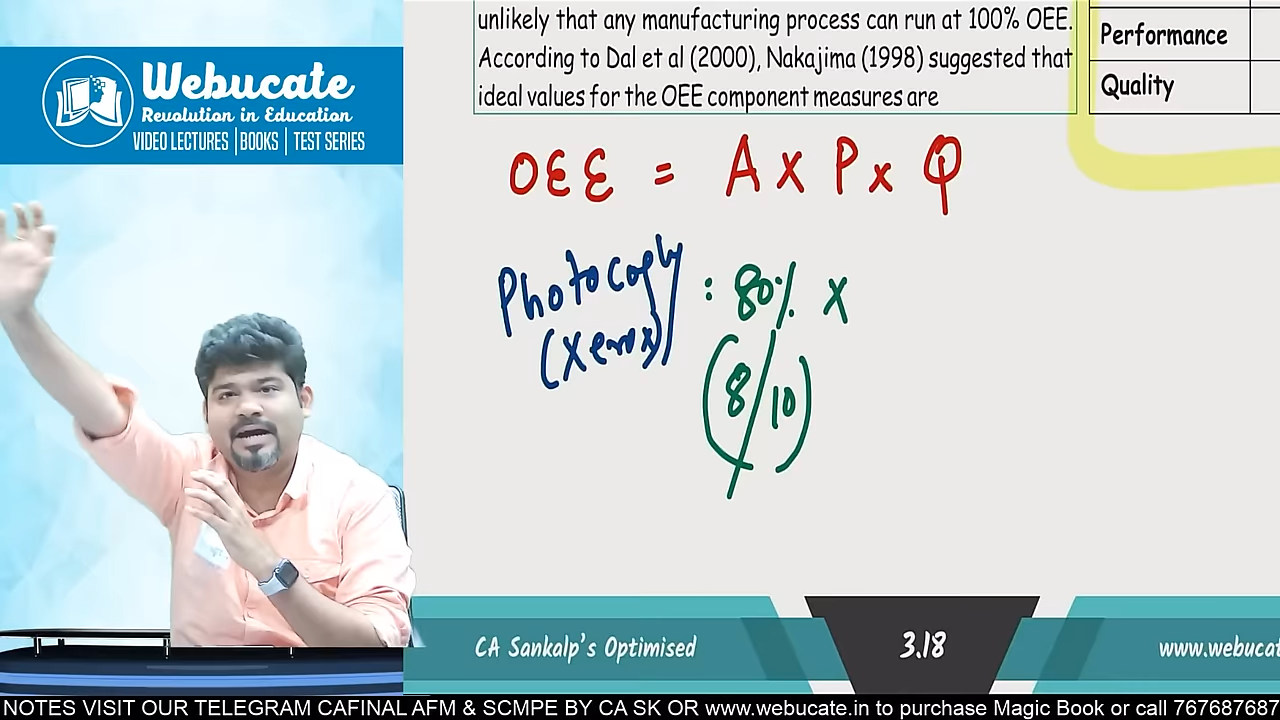 Webucate
Revolution in Education
VIDEO LECTURES | BOOKS | TEST SERIES
unlikely that any manufacturing process can run at 100% OEE.
According to Dal et al (2000), Nakajima (1998) suggested that
ideal values for the OEE component measures are
Performance
Quality
OEE = A X P X Q
Photocopy : 80% X
(Xerox)
(8/10)
CA Sankalp's Optimised
3.18
www.webucat
NOTES VISIT OUR TELEGRAM CAFINAL AFM & SCMPE BY CA SK OR www.webucate.in to purchase Magic Book or call 767687687